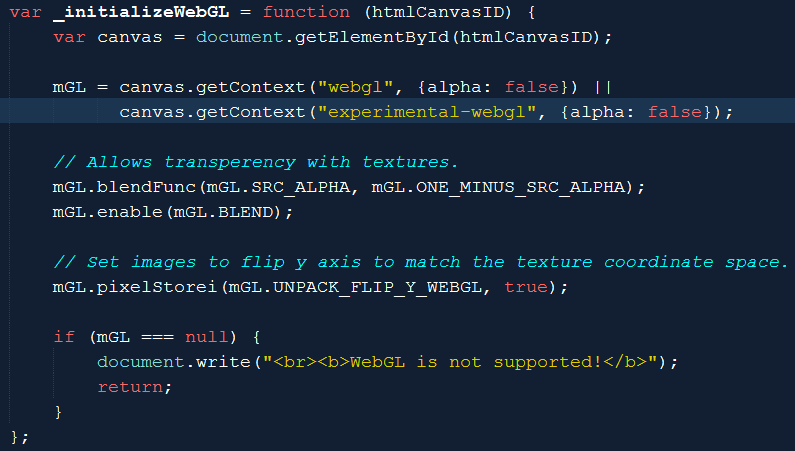 var _initializeWebGL = function (htmlCanvasID) {
    var canvas = document.getElementById(htmlCanvasID);

    mGL = canvas.getContext("webgl", {alpha: false}) ||
          canvas.getContext("experimental-webgl", {alpha: false});

    // Allows transperency with textures.
    mGL.blendFunc(mGL.SRC_ALPHA, mGL.ONE_MINUS_SRC_ALPHA);
    mGL.enable(mGL.BLEND);

    // Set images to flip y axis to match the texture coordinate space.
    mGL.pixelStorei(mGL.UNPACK_FLIP_Y_WEBGL, true);

    if (mGL === null) {
        document.write("<br><b>WebGL is not supported!</b>");
        return;
    }
};